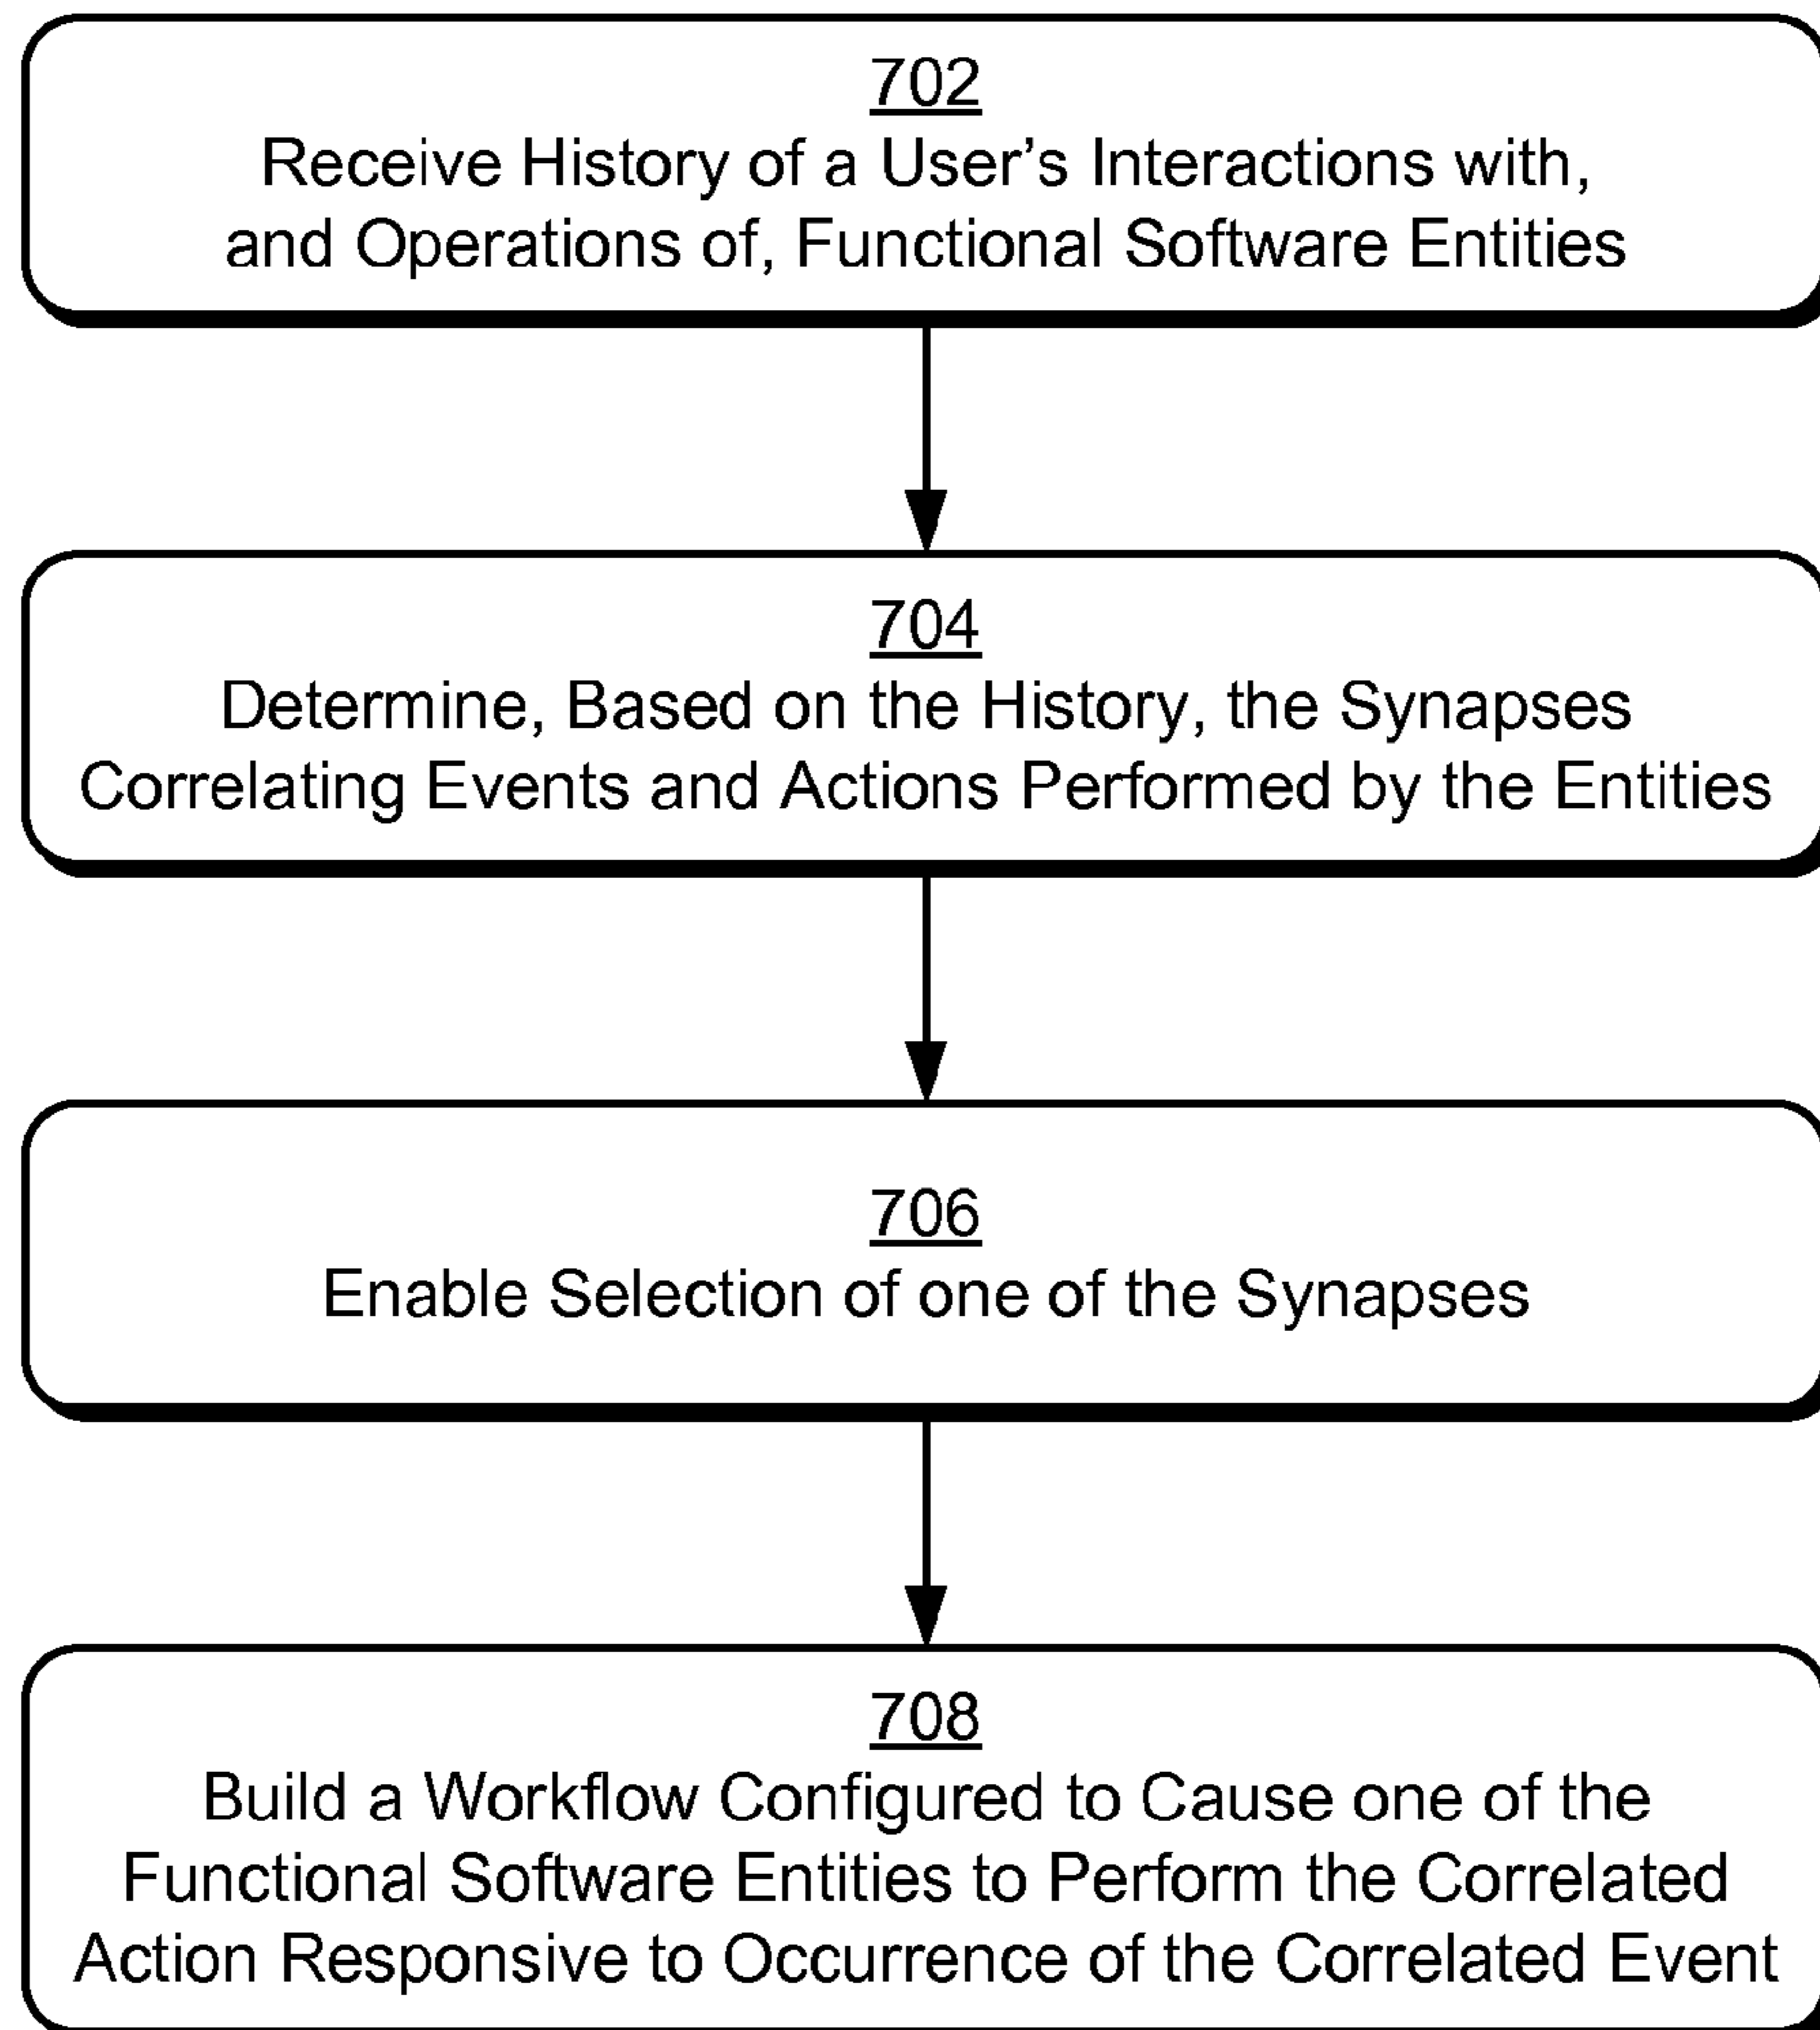 702
Receive History of a User’s Interactions with,
and Operations of, Functional Software Entities
704
Determine, Based on the History, the Synapses
Correlating Events and Actions Performed by the Entities
706
Enable Selection of one of the Synapses
708
Build a Workflow Configured to Cause one of the
Functional Software Entities to Perform the Correlated
Action Responsive to Occurrence of the Correlated Event